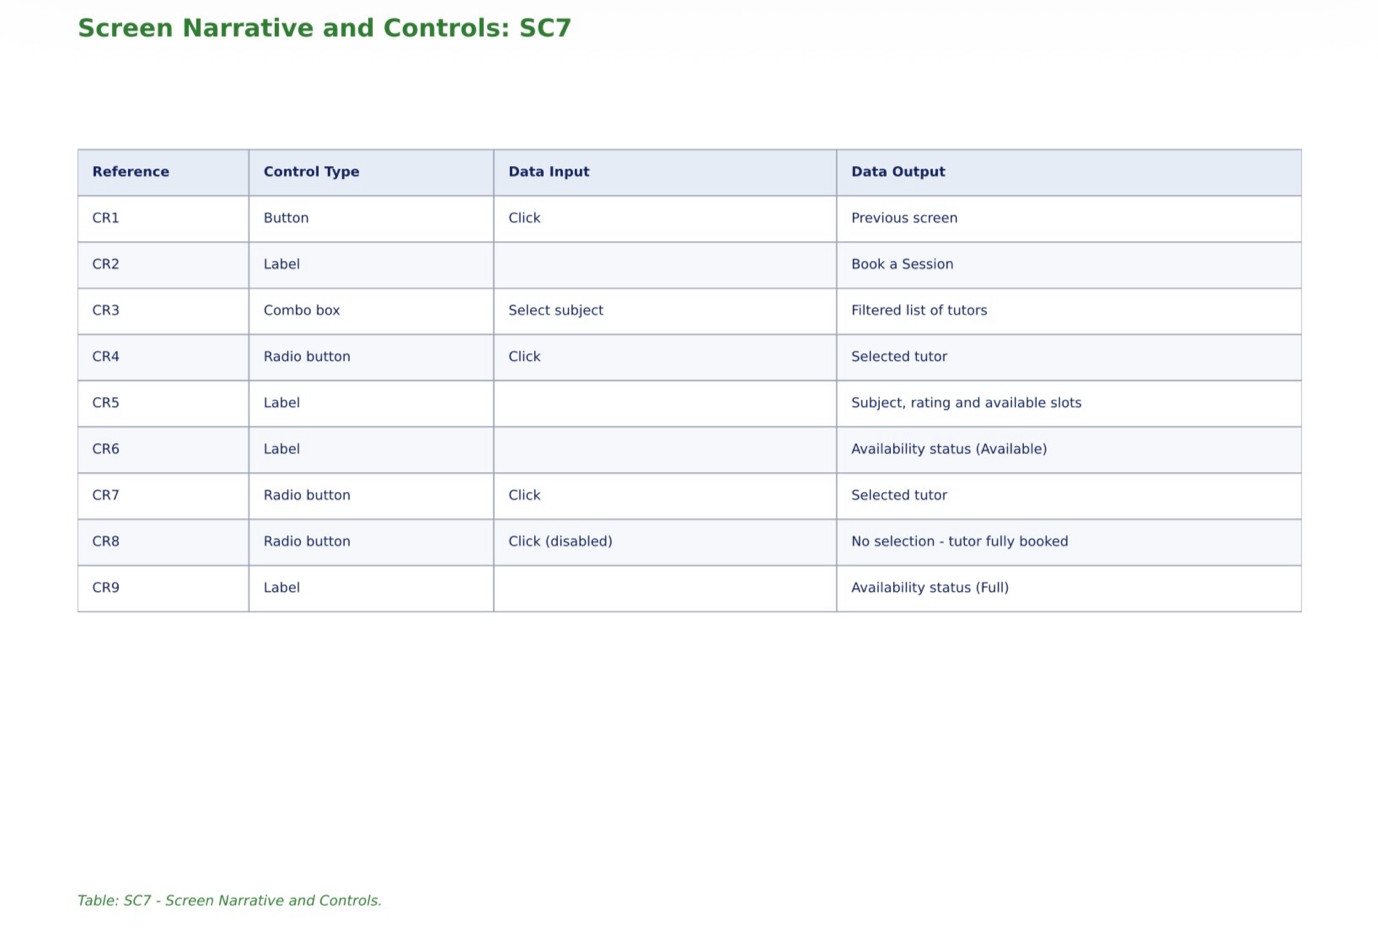 Screen Narrative and Controls: SC7
Reference Control Type Data Input Data Output
CR1 Button Click Previous screen
CR2 Label Book a Session
CR3 Combo box Select subject Filtered list of tutors
CR4 Radio button Click Selected tutor
CR5 Label Subject, rating and available slots
CR6 Label Availability status (Available)
CR7 Radio button Click Selected tutor
CR8 Radio button Click (disabled) No selection - tutor fully booked
CR9 Label Availability status (Full)
Table: SC7 - Screen Narrative and Controls.